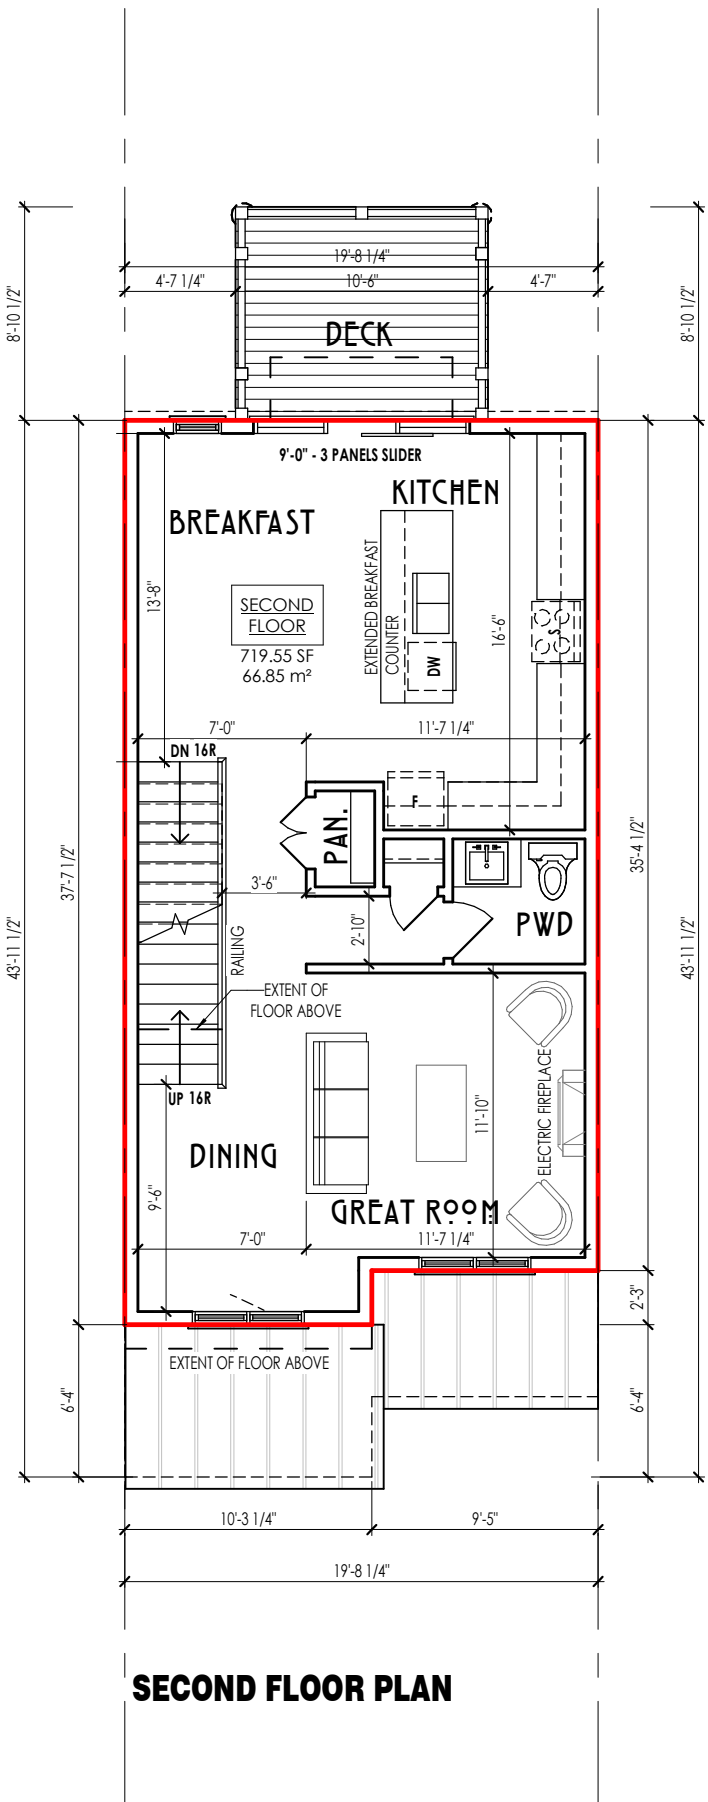 19'-8 1/4"
4'-7 1/4"
10'-6"
4'-7"
8'-10 1/2"
8'-10 1/2"
DECK
9'-0" - 3 PANELS SLIDER
KITCHEN
BREAKFAST
EXTENDED BREAKFAST
COUNTER
13'-8"
SECOND
FLOOR
719.55 SF
66.85 m²
DW
16'-6"
S
7'-0"
11'-7 1/4"
DN 16R
F
PAN.
37'-7 1/2"
35'-4 1/2"
43'-11 1/2"
43'-11 1/2"
3'-6"
2'-10"
PWD
RAILING
EXTENT OF
FLOOR ABOVE
UP 16R
ELECTRIC FIREPLACE
11'-10"
DINING
9'-6"
GREAT ROOM
7'-0"
11'-7 1/4"
2'-3"
EXTENT OF FLOOR ABOVE
6'-4"
6'-4"
10'-3 1/4"
9'-5"
19'-8 1/4"
SECOND FLOOR PLAN